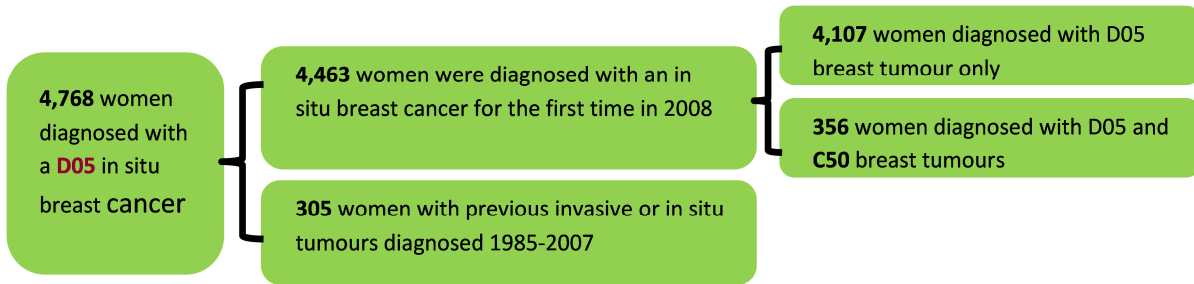 4,768 women
diagnosed with
a D05 in situ
breast cancer
4,463 women were diagnosed with an in
situ breast cancer for the first time in 2008
305 women with previous invasive or in situ
tumours diagnosed 1985-2007
4,107 women diagnosed with D05
breast tumour only
356 women diagnosed with D05 and
C50 breast tumours